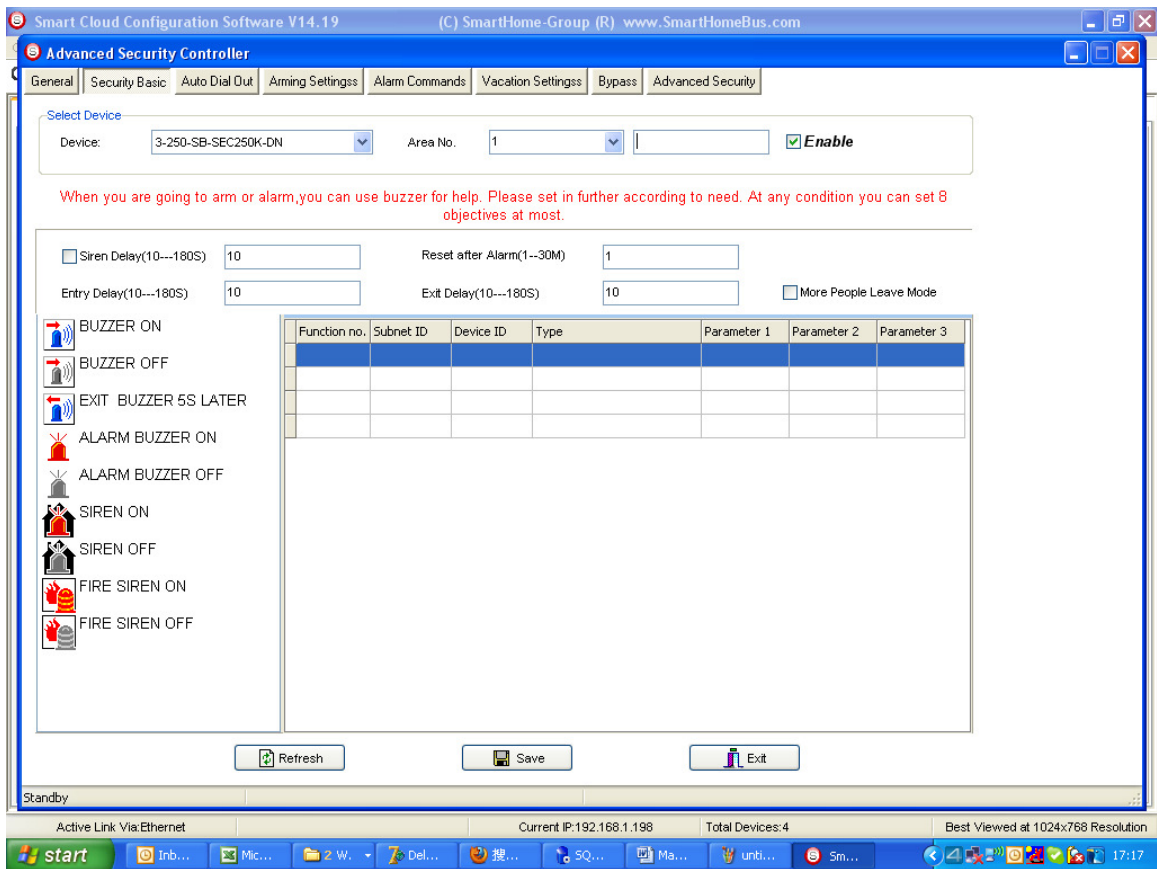 Smart Cloud Configuration Software V14.19 (C) SmartHome-Group (R) www.SmartHomeBus.com
Advanced Security Controller
General Security Basic Auto Dial Out Arming Settingss Alarm Commands Vacation Settingss Bypass Advanced Security
Select Device
Device: 3-250-SB-SEC250K-DN Area No. 1 Enable
When you are going to arm or alarm,you can use buzzer for help. Please set in further according to need. At any condition you can set 8
objectives at most.
Siren Delay(10---180S) 10 Reset after Alarm(1--30M) 1
Entry Delay(10---180S) 10 Exit Delay(10---180S) 10 More People Leave Mode
Function no. Subnet ID Device ID Type Parameter 1 Parameter 2 Parameter 3
BUZZER ON
BUZZER OFF
EXIT BUZZER 5S LATER
ALARM BUZZER ON
ALARM BUZZER OFF
SIREN ON
SIREN OFF
FIRE SIREN ON
FIRE SIREN OFF
Refresh Save Exit
Standby
Active Link Via:Ethernet Current IP:192.168.1.198 Total Devices:4 Best Viewed at 1024x768 Resolution
start Inb... Mic... 2 W. Del... 搜... SQ... Ma... unti... Sm... 17:17